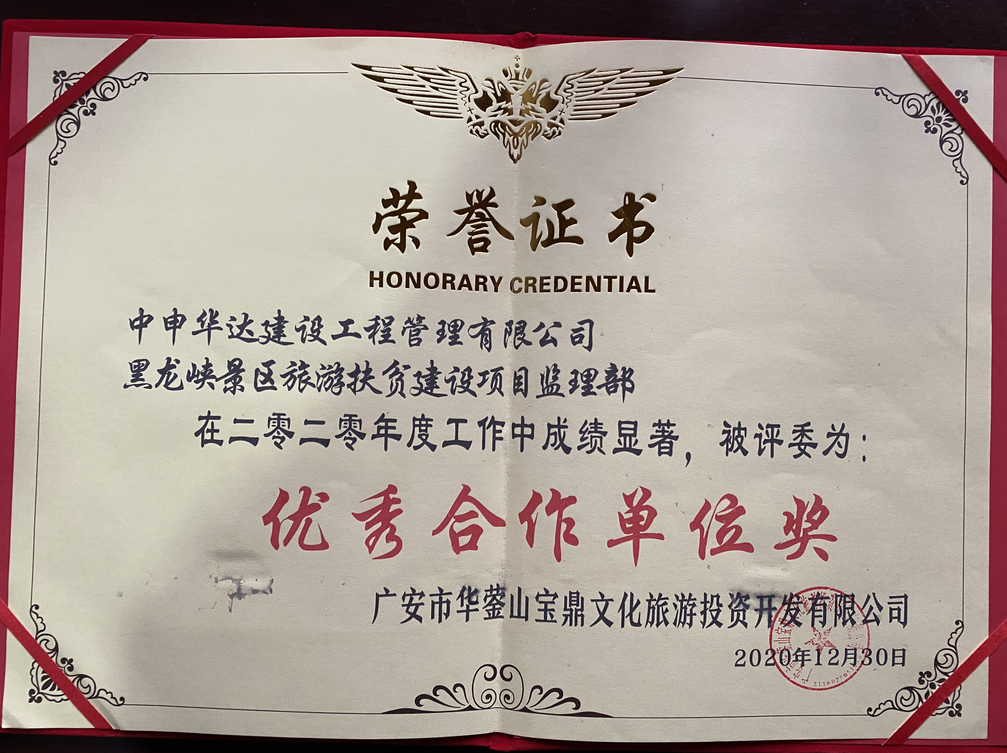 荣誉证书
HONORARY CREDENTIAL
中申华达建设工程管理有限公司
黑龙峡景区旅游扶贫建设项目监理部
在二零二零年度工作中成绩显著，被评委为：
优秀合作单位奖
广安市华蓥山宝鼎文化旅游投资开发有限公司
2020年12月30日